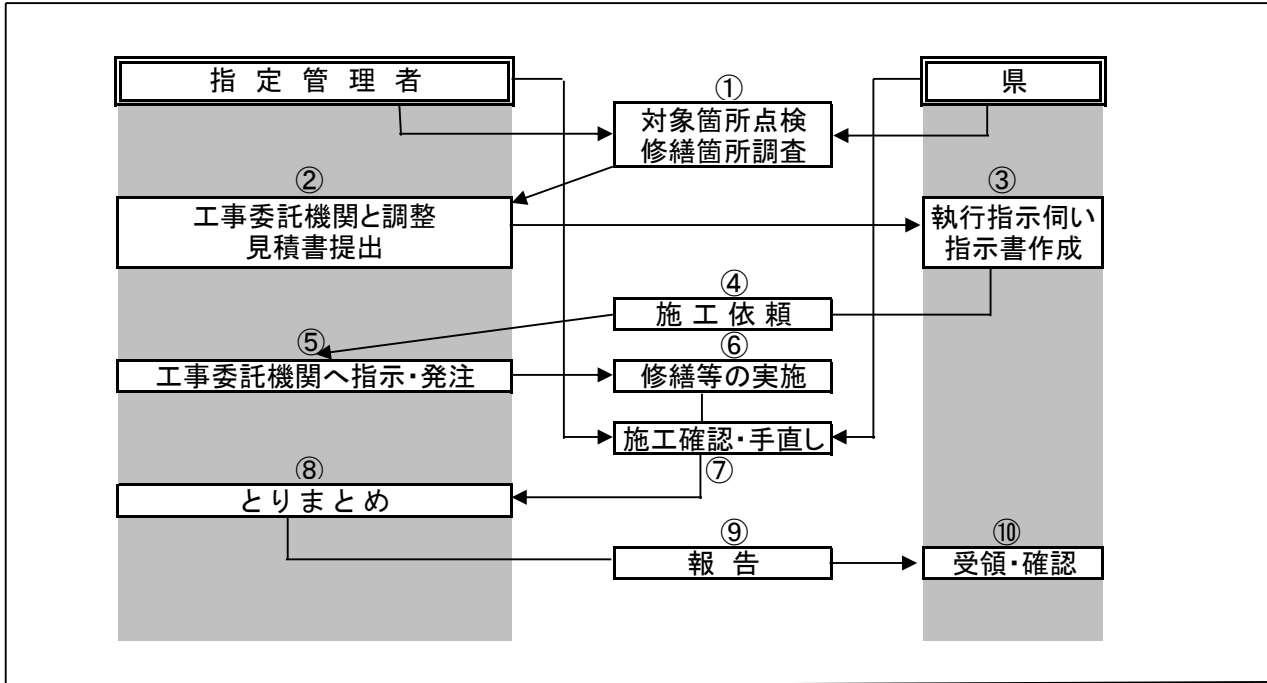 指 定 管 理 者
県
①
対象箇所点検
修繕箇所調査
②
工事委託機関と調整
見積書提出
③
執行指示伺い
指示書作成
④
施 工 依 頼
⑤
工事委託機関へ指示・発注
⑥
修繕等の実施
施工確認・手直し
⑦
⑧
と り ま と め
⑨
報 告
⑩
受領・確認